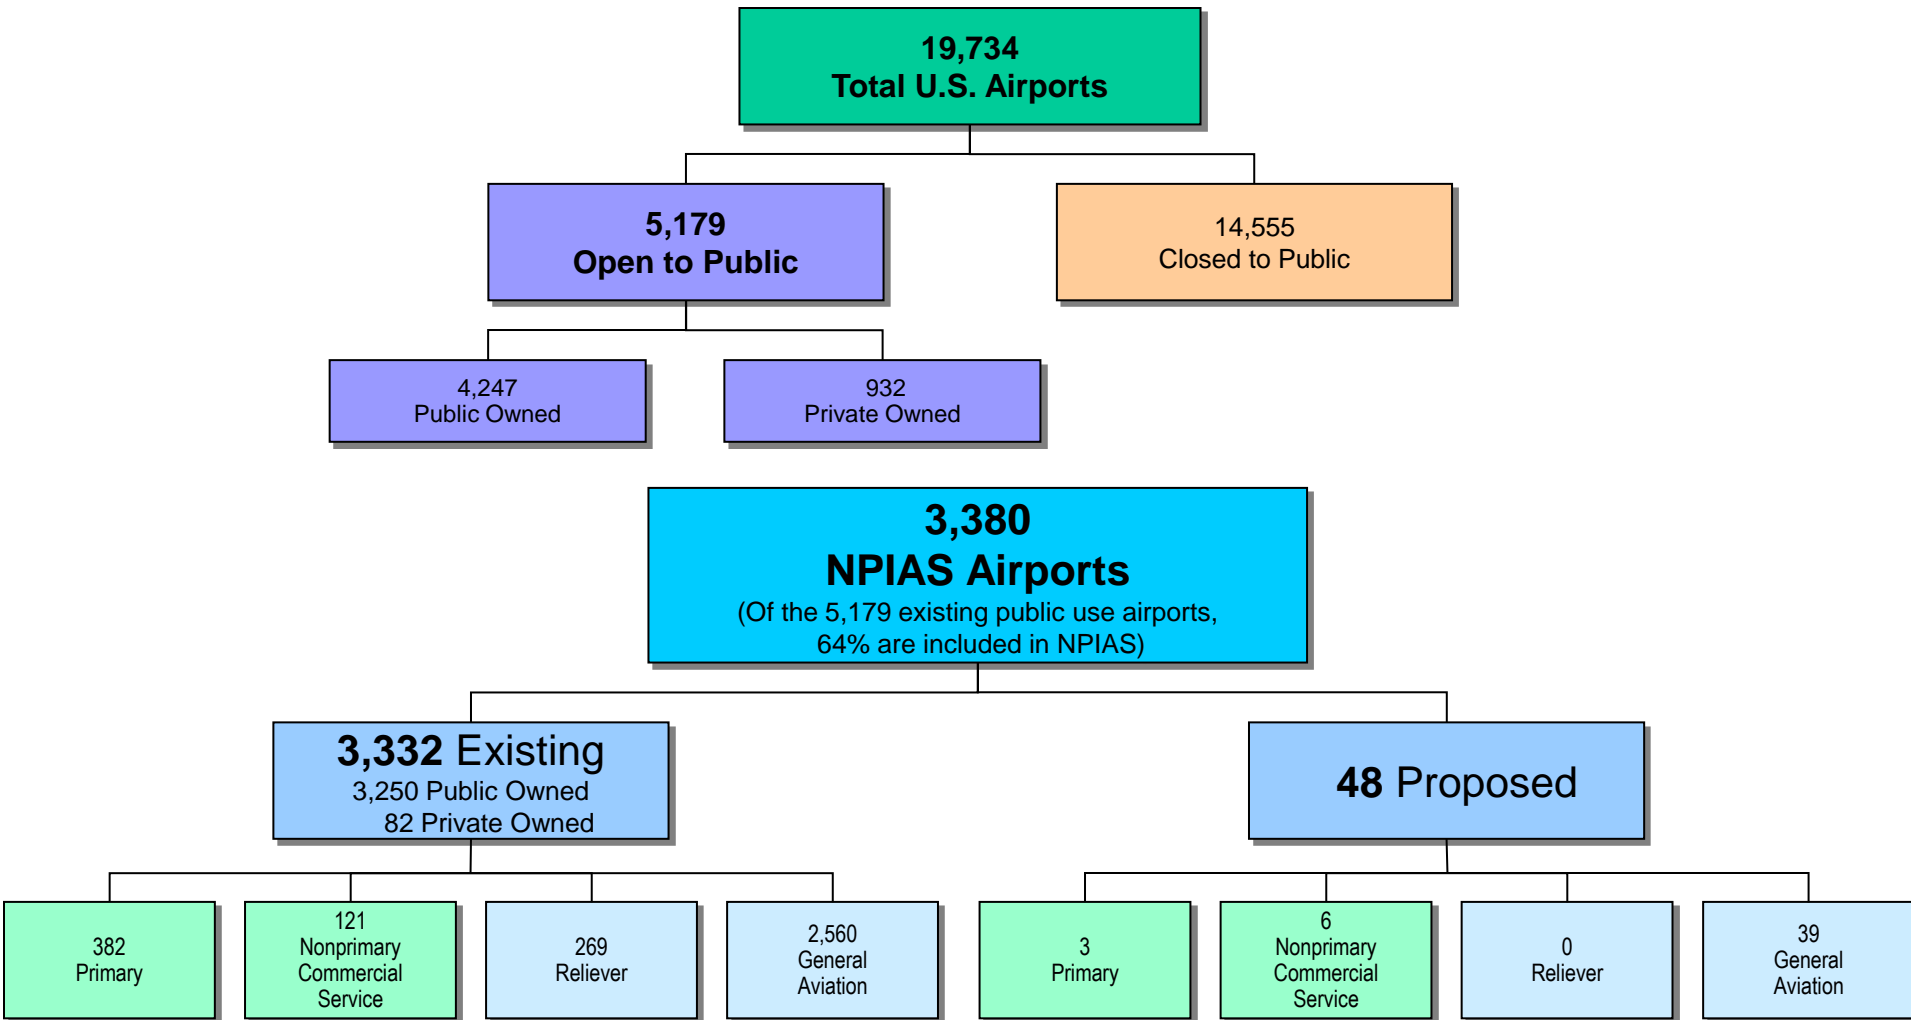 19,734
Total U.S. Airports
5,179
Open to Public
14,555
Closed to Public
4,247
Public Owned
932
Private Owned
3,380
NPIAS Airports
(Of the 5,179 existing public use airports,
64% are included in NPIAS)
3,332 Existing
3,250 Public Owned
82 Private Owned
48 Proposed
382
Primary
121
Nonprimary
Commercial
Service
269
Reliever
2,560
General
Aviation
3
Primary
6
Nonprimary
Commercial
Service
0
Reliever
39
General
Aviation